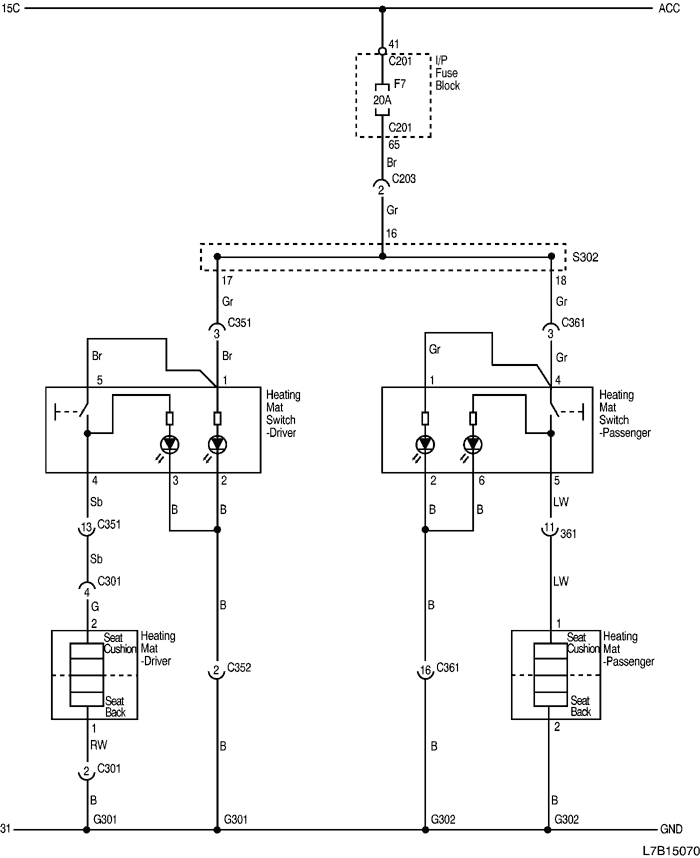 15C
ACC
41
C201
I/P
Fuse
Block
F7
20A
C201
65
Br
C203
2
Gr
16
S302
17
18
Gr
Gr
C351
3
C361
3
Br
Br
Gr
Gr
5
1
1
4
Heating
Mat
Switch
-Driver
Heating
Mat
Switch
-Passenger
4
3
2
2
6
5
Sb
B
B
B
B
LW
13
C351
11
361
Sb
LW
C301
4
G
B
B
2
1
Seat
Cushion
Heating
Mat
-Driver
Seat
Back
2
C352
16
C361
Seat
Cushion
Heating
Mat
-Passenger
Seat
Back
1
2
RW
B
B
2
C301
B
B
G301
G301
G302
G302
31
GND
L7B15070